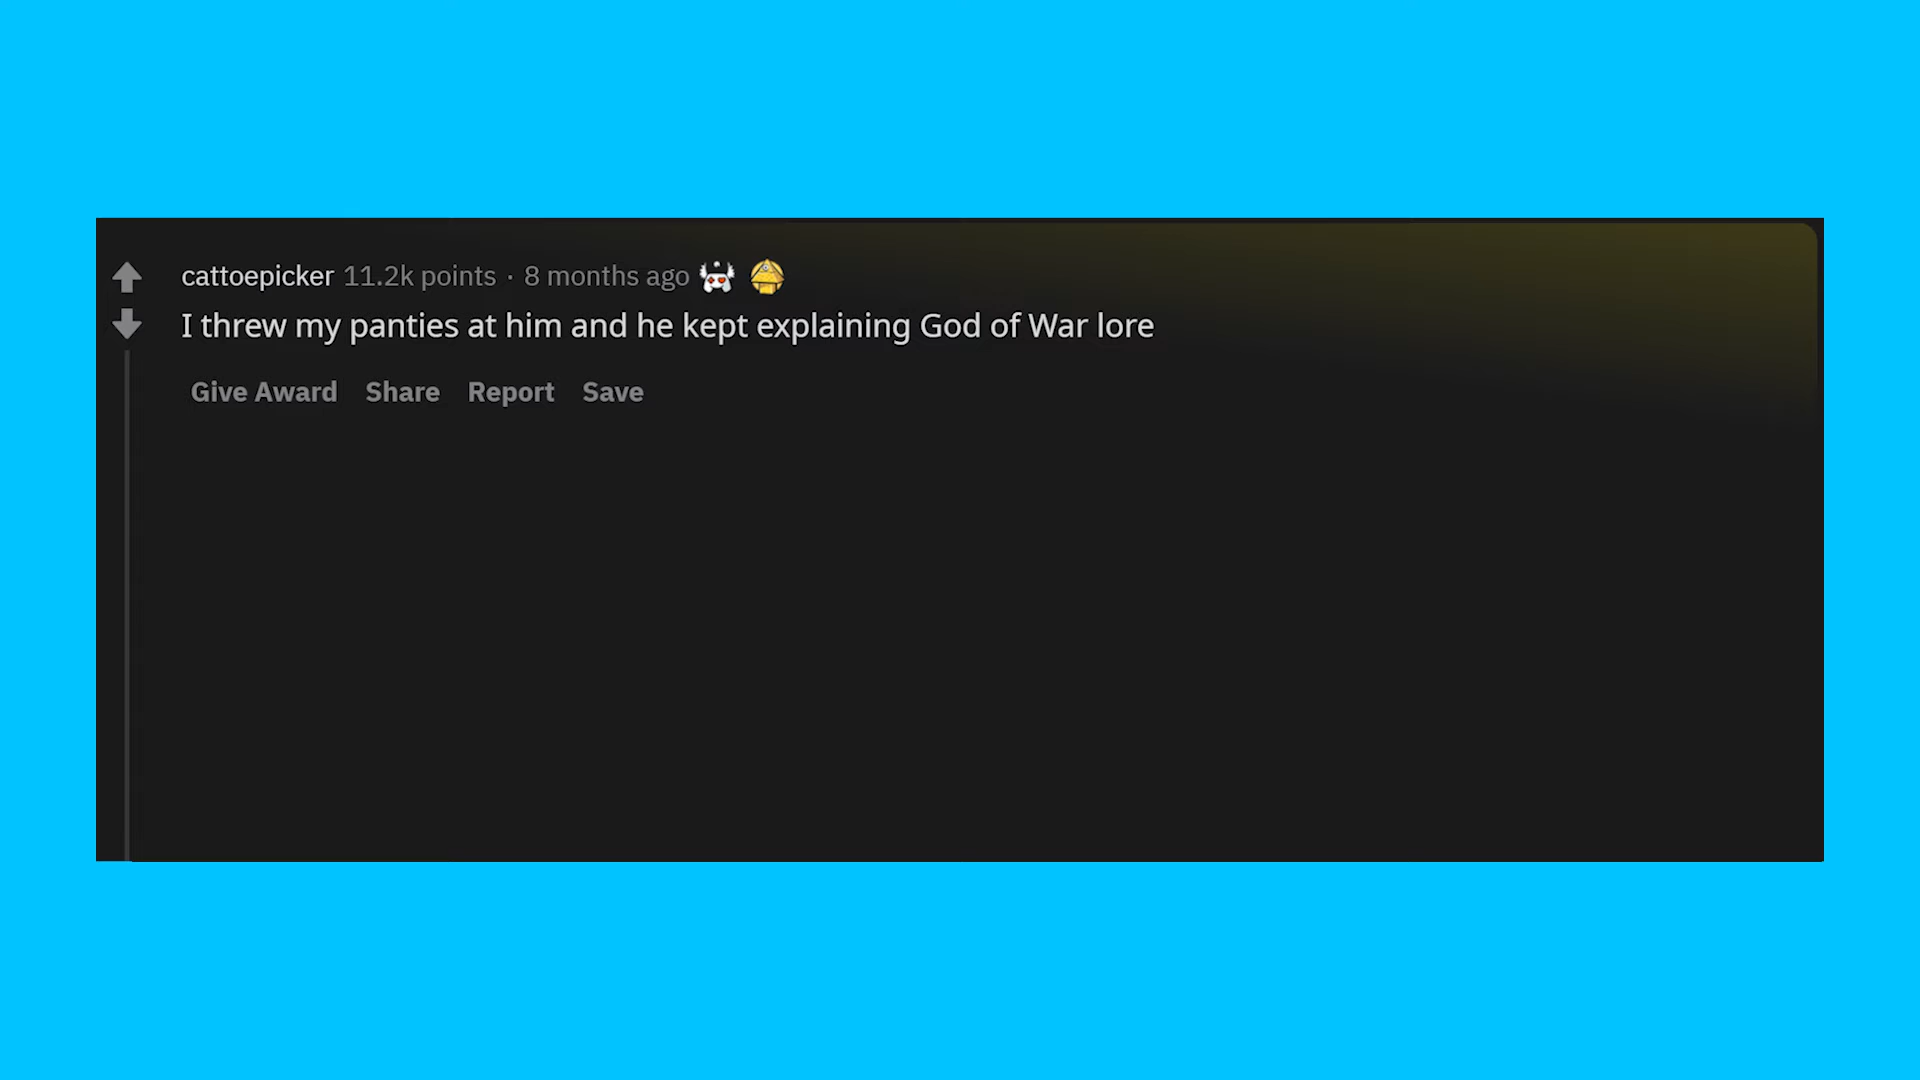 cattoepicker 11.2k points · 8 months ago
I threw my panties at him and he kept explaining God of War lore
Give Award Share Report Save